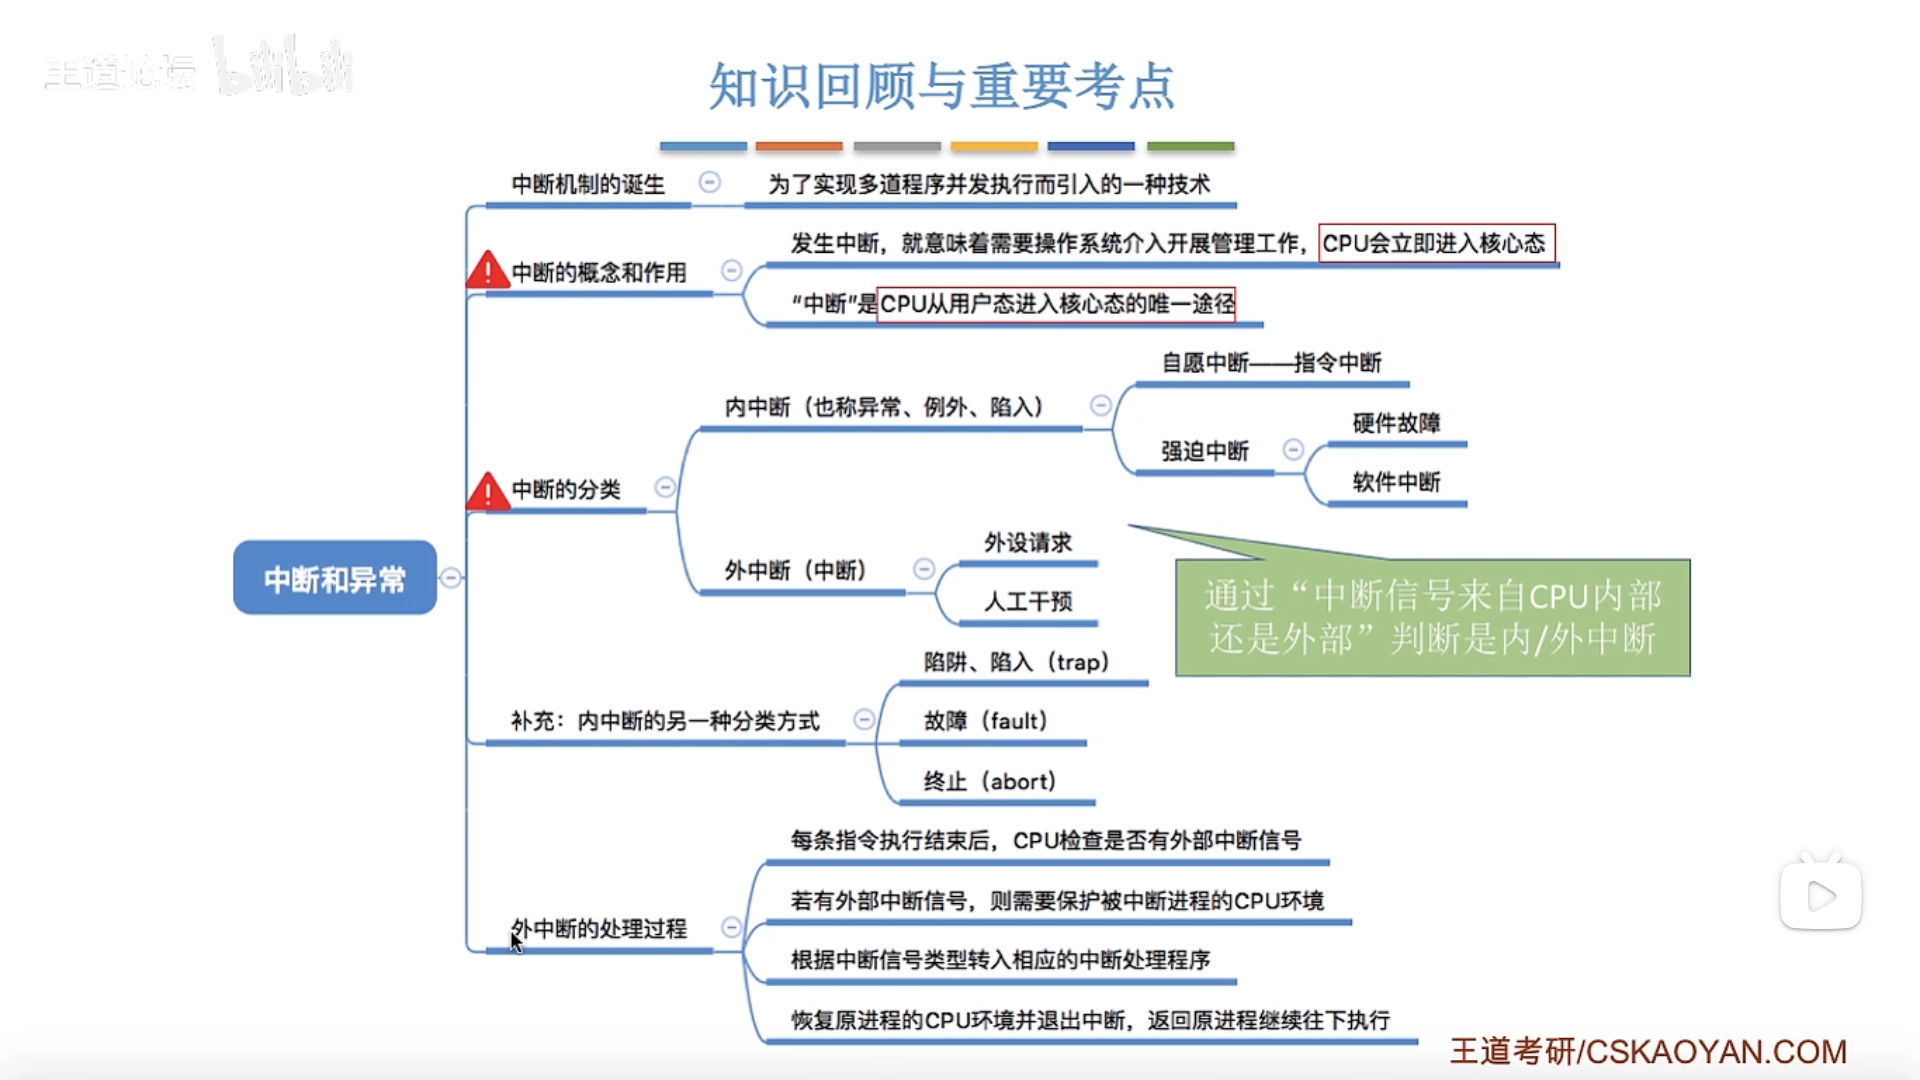 王道论坛 bilibili
知识回顾与重要考点
中断机制的诞生
为了实现多道程序并发执行而引入的一种技术
中断的概念和作用
发生中断，就意味着需要操作系统介入开展管理工作，CPU会立即进入核心态
“中断”是CPU从用户态进入核心态的唯一途径
中断的分类
内中断（也称异常、例外、陷入）
自愿中断——指令中断
强迫中断
硬件故障
软件中断
外中断（中断）
外设请求
人工干预
通过“中断信号来自CPU内部
还是外部”判断是内/外中断
中断和异常
补充：内中断的另一种分类方式
陷阱、陷入（trap）
故障（fault）
终止（abort）
外中断的处理过程
每条指令执行结束后，CPU检查是否有外部中断信号
若有外部中断信号，则需要保护被中断进程的CPU环境
根据中断信号类型转入相应的中断处理程序
恢复原进程的CPU环境并退出中断，返回原进程继续往下执行
王道考研/CSKAOYAN.COM